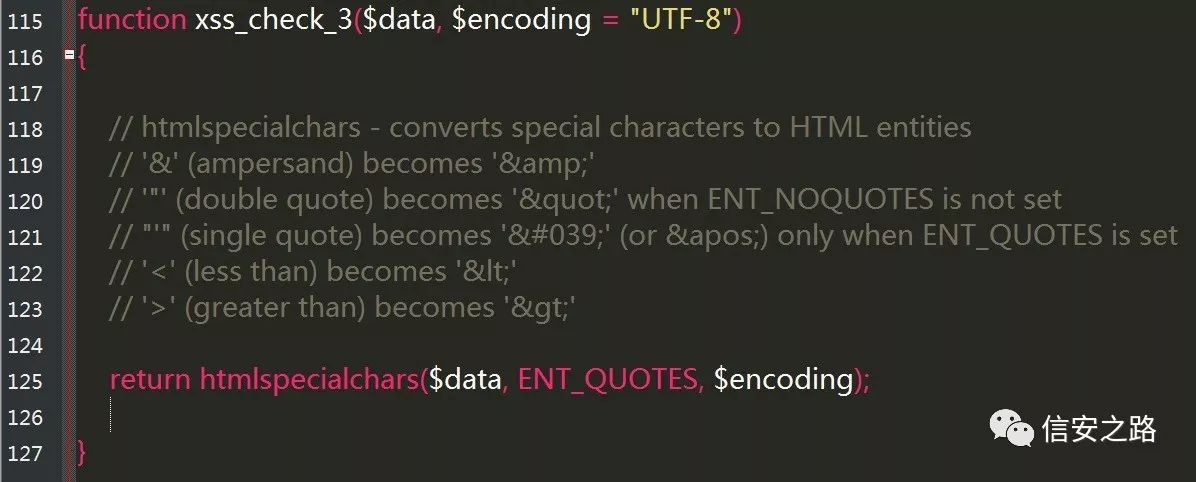 115 function xss_check_3($data, $encoding = "UTF-8")
116 {
117
118 // htmlspecialchars - converts special characters to HTML entities
119 // '&' (ampersand) becomes '&amp;'
120 // '"' (double quote) becomes '&quot;' when ENT_NOQUOTES is not set
121 // "'" (single quote) becomes '&#039;' (or &apos;) only when ENT_QUOTES is set
122 // '<' (less than) becomes '&lt;'
123 // '>' (greater than) becomes '&gt;'
124
125 return htmlspecialchars($data, ENT_QUOTES, $encoding);
126
127 }
信安之路